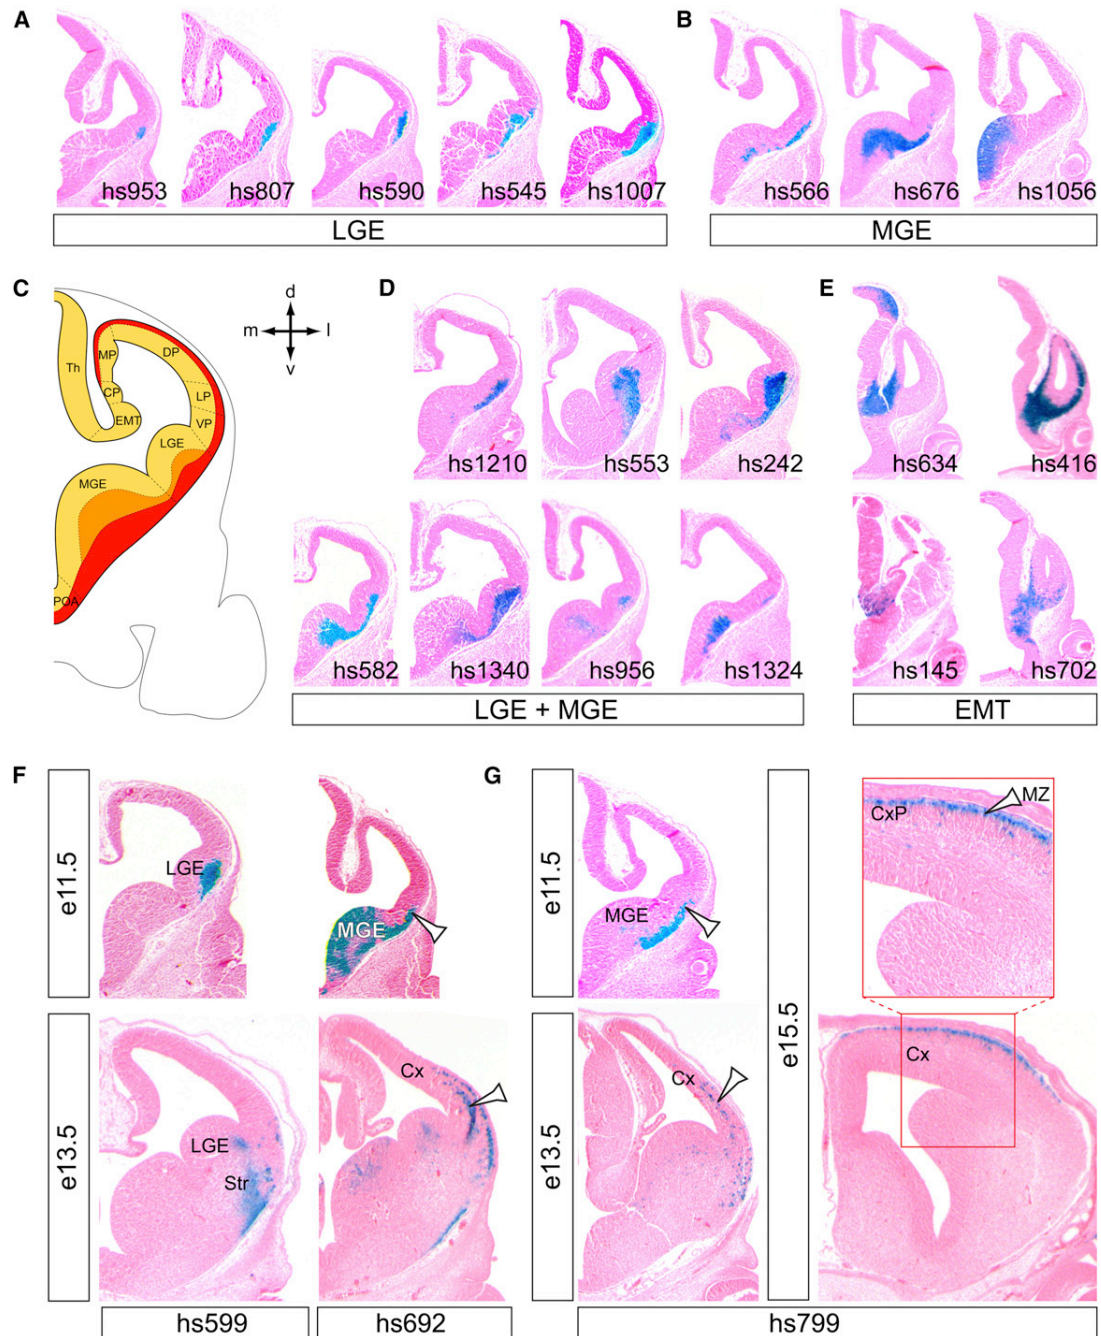 A
hs953
hs807
hs590
hs545
hs1007
LGE
B
hs566
hs676
hs1056
MGE
C
d
m
l
v
Th
MP
DP
CP
LP
EMT
VP
LGE
MGE
POA
D
hs1210
hs553
hs242
hs582
hs1340
hs956
hs1324
LGE + MGE
E
hs634
hs416
hs145
hs702
EMT
F
e11.5
LGE
MGE
e13.5
LGE
Str
Cx
hs599
hs692
G
e11.5
MGE
e13.5
Cx
e15.5
CxP
MZ
Cx
hs799